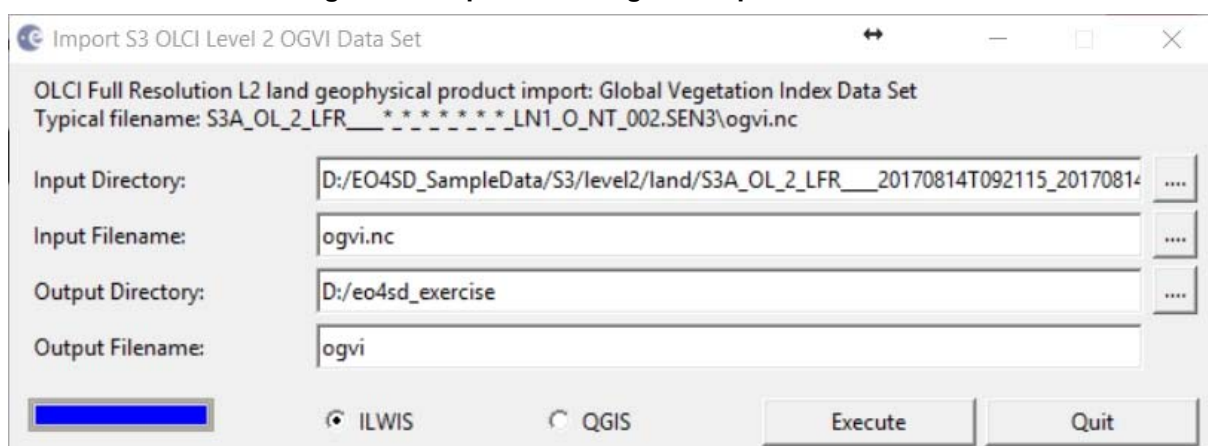 Import S3 OLCI Level 2 OGVI Data Set
OLCI Full Resolution L2 land geophysical product import: Global Vegetation Index Data Set
Typical filename: S3A_OL_2_LFR____*_*_*_*_*_*_*_*_LN1_O_NT_002.SEN3\ogvi.nc
Input Directory: D:/EO4SD_SampleData/S3/level2/land/S3A_OL_2_LFR____20170814T092115_20170814 ....
Input Filename: ogvi.nc ....
Output Directory: D:/eo4sd_exercise ....
Output Filename: ogvi
ILWIS QGIS Execute Quit